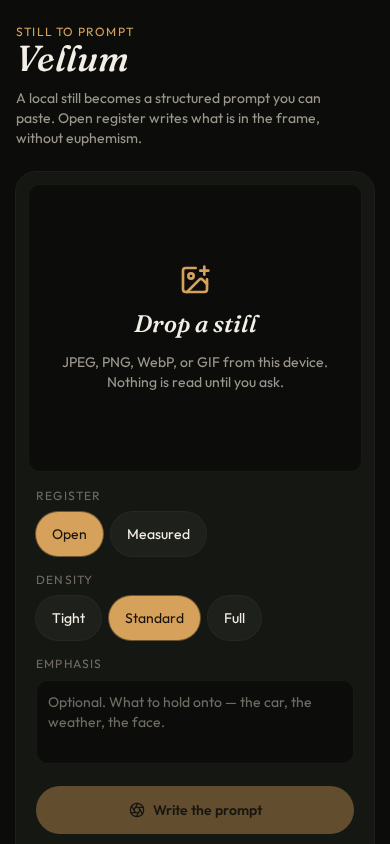 STILL TO PROMPT
Vellum
A local still becomes a structured prompt you can
paste. Open register writes what is in the frame,
without euphemism.
Drop a still
JPEG, PNG, WebP, or GIF from this device.
Nothing is read until you ask.
REGISTER
Open
Measured
DENSITY
Tight
Standard
Full
EMPHASIS
Optional. What to hold onto — the car, the
weather, the face.
Write the prompt